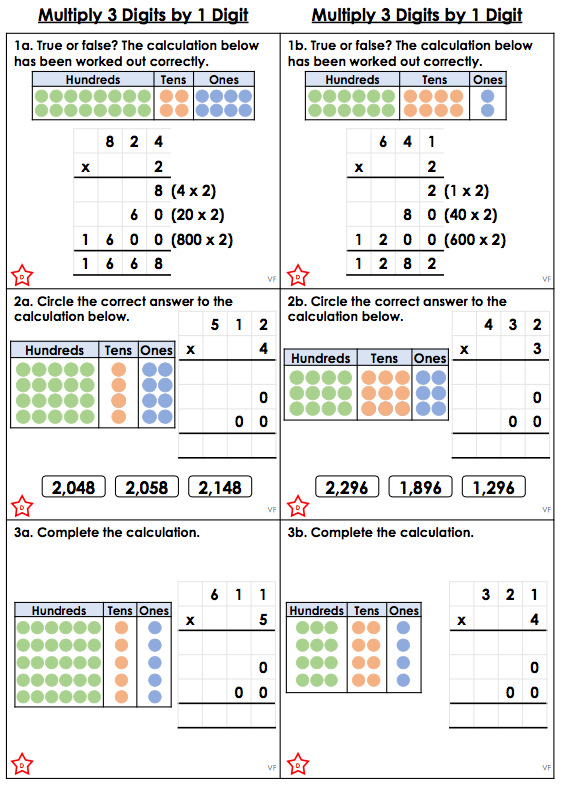 Multiply 3 Digits by 1 Digit
Multiply 3 Digits by 1 Digit
1a. True or false? The calculation below
has been worked out correctly.
Hundreds Tens Ones
8 2 4
x 2
8 (4 x 2)
6 0 (20 x 2)
1 6 0 0 (800 x 2)
1 6 6 8
D
VF
1b. True or false? The calculation below
has been worked out correctly.
Hundreds Tens Ones
6 4 1
x 2
2 (1 x 2)
8 0 (40 x 2)
1 2 0 0 (600 x 2)
1 2 8 2
D
VF
2a. Circle the correct answer to the
calculation below.
Hundreds Tens Ones
5 1 2
x 4
0
0 0
2,048 2,058 2,148
D
VF
2b. Circle the correct answer to the
calculation below.
Hundreds Tens Ones
4 3 2
x 3
0
0 0
2,296 1,896 1,296
D
VF
3a. Complete the calculation.
Hundreds Tens Ones
6 1 1
x 5
0
0 0
D
VF
3b. Complete the calculation.
Hundreds Tens Ones
3 2 1
x 4
0
0 0
D
VF